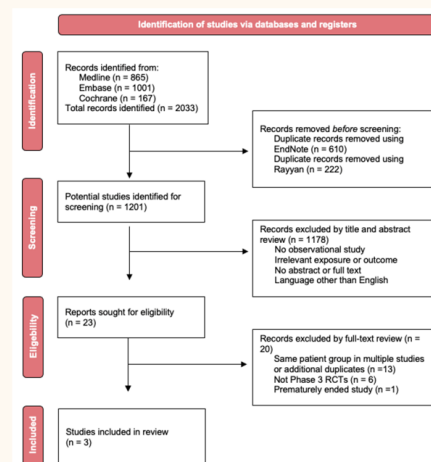 Identification of studies via databases and registers
Identification
Records identified from:
Medline (n = 865)
Embase (n = 1001)
Cochrane (n = 167)
Total records identified (n = 2033)
Records removed before screening:
Duplicate records removed using
EndNote (n = 610)
Duplicate records removed using
Rayyan (n = 222)
Screening
Potential studies identified for
screening (n = 1201)
Records excluded by title and abstract
review (n = 1178)
No observational study
Irrelevant exposure or outcome
No abstract or full text
Language other than English
Eligability
Reports sought for eligibility
(n = 23)
Records excluded by full-text review (n =
20)
Same patient group in multiple studies
or additional duplicates (n =13)
Not Phase 3 RCTs (n = 6)
Prematurely ended study (n =1)
Included
Studies included in review
(n = 3)